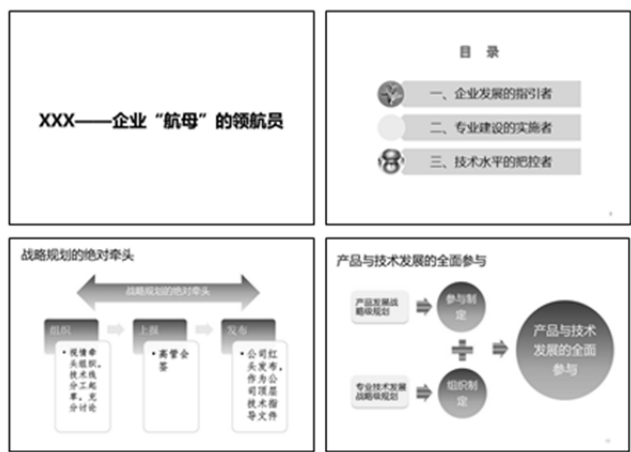 XXX——企业“航母”的领航员
目 录
一、企业发展的指引者
二、专业建设的实施者
三、技术水平的把控者
战略规划的绝对牵头
战略规划的绝对牵头
组织
上报
发布
• 视情牵
头组织,
技术线
分工起
草，充
分讨论
• 高管会
签
• 公司红
头发布,
作为公
司顶层
技术指
导文件
产品与技术发展的全面参与
产品发展战
略级规划
参与制
定
专业技术发展
战略级规划
组织制
定
产品与技术
发展的全面
参与